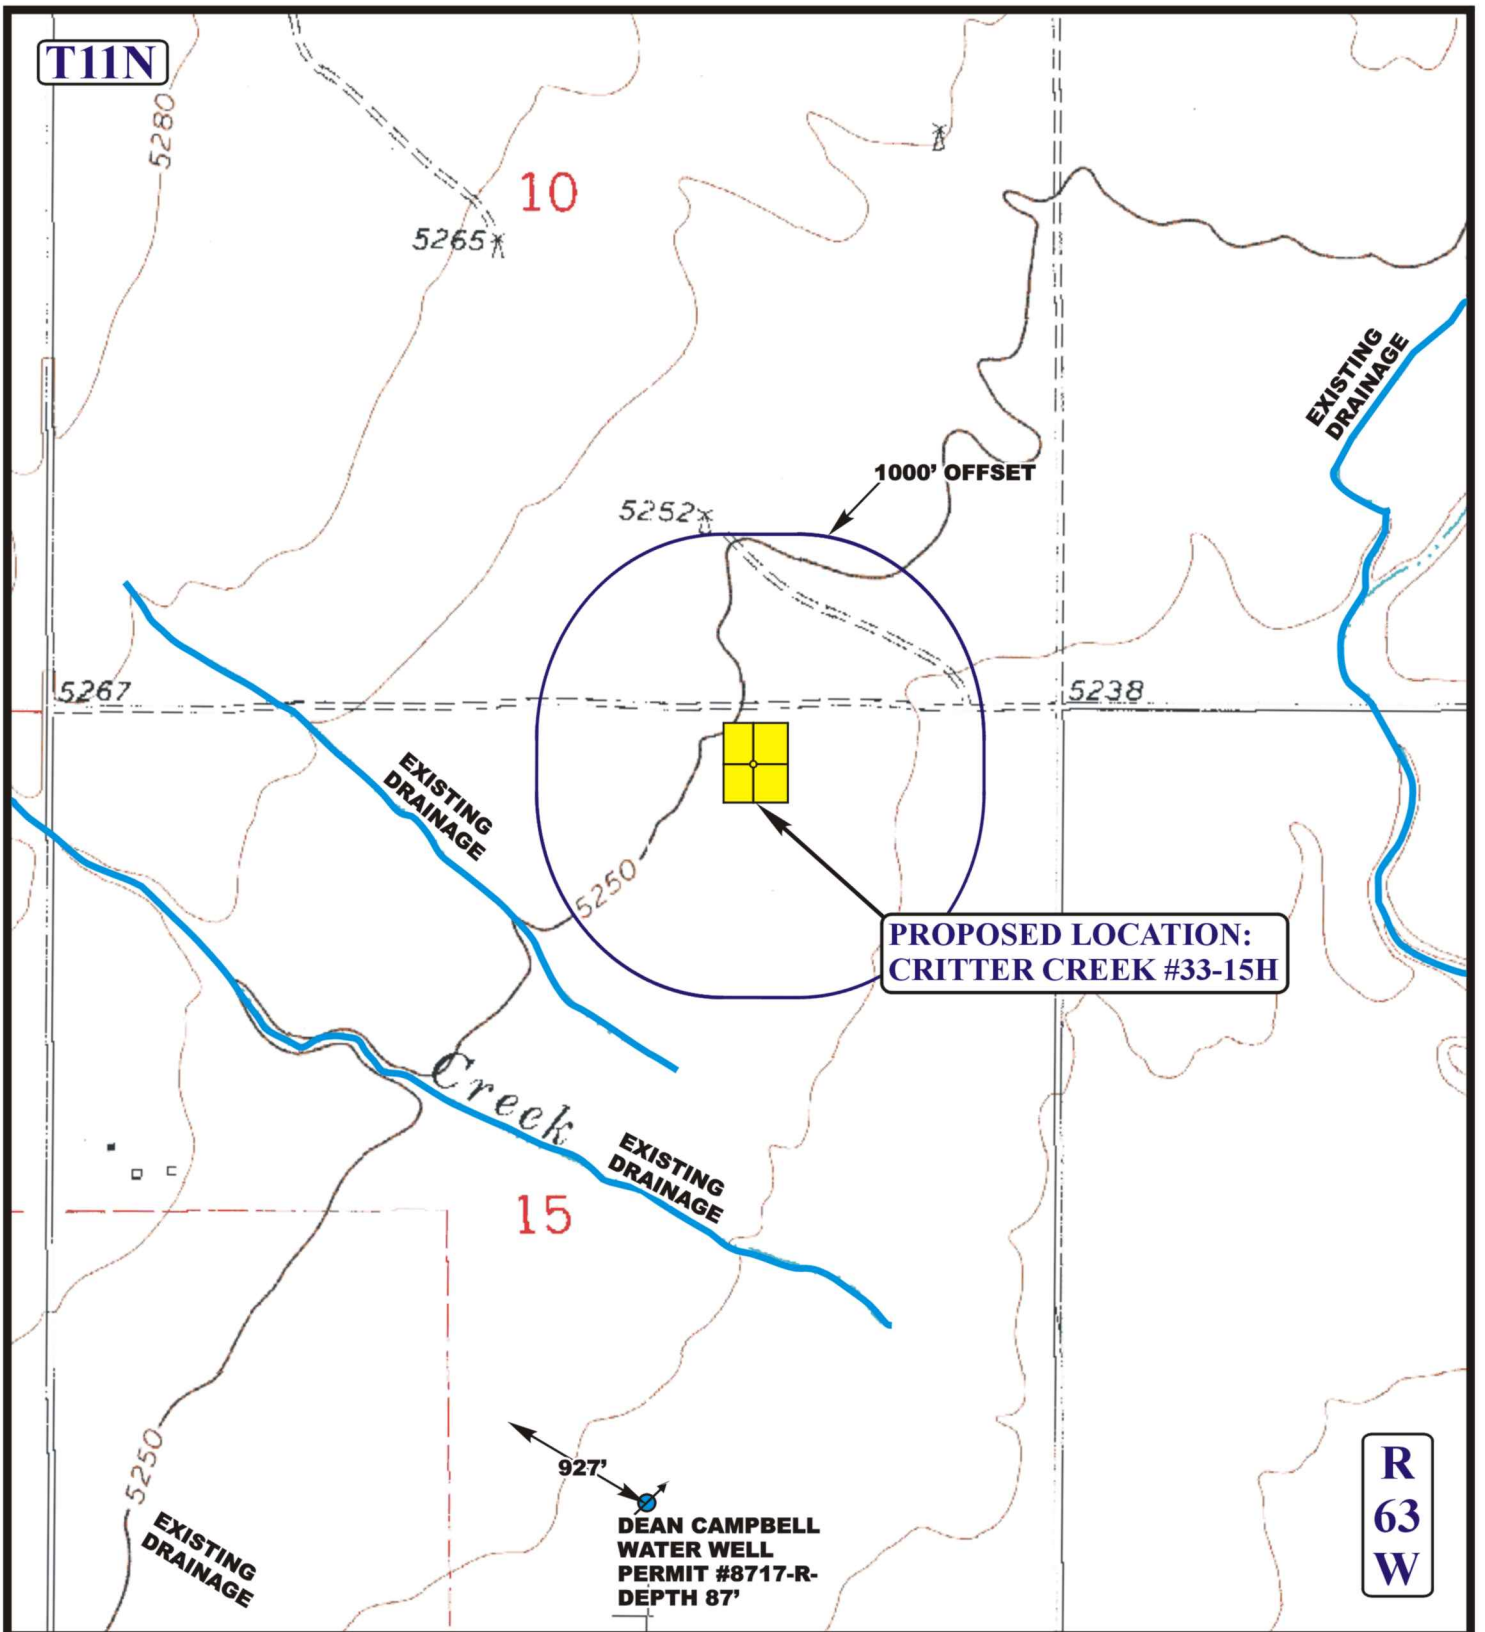 T11N
5280
10
5265
EXISTING
DRAINAGE
1000' OFFSET
5252
5267
5238
EXISTING
DRAINAGE
5250
PROPOSED LOCATION:
CRITTER CREEK #33-15H
Creek
EXISTING
DRAINAGE
15
5250
927'
R
63
W
DEAN CAMPBELL
WATER WELL
PERMIT #8717-R-
DEPTH 87'
EXISTING
DRAINAGE